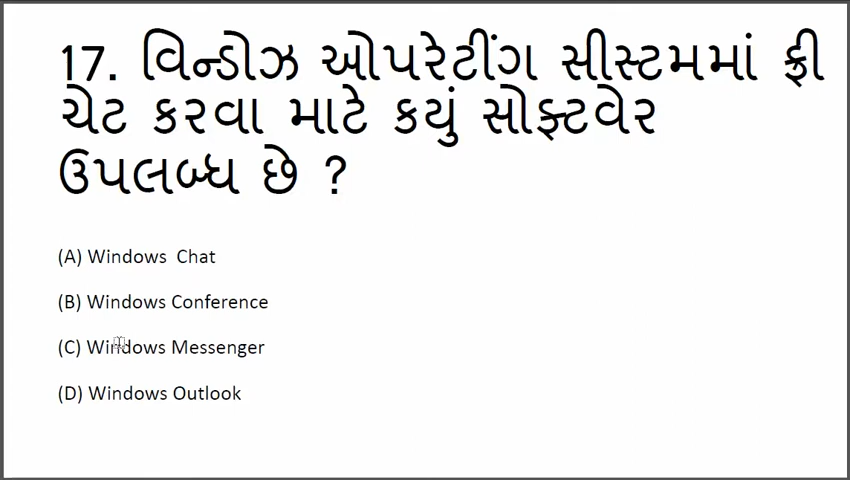 17. વિન્ડોઝ ઓપરેટીંગ સીસ્ટમમાં ફ્રી
ચેટ કરવા માટે કયું સોફ્ટવેર
ઉપલબ્ધ છે ?
(A) Windows Chat
(B) Windows Conference
(C) Windows Messenger
(D) Windows Outlook